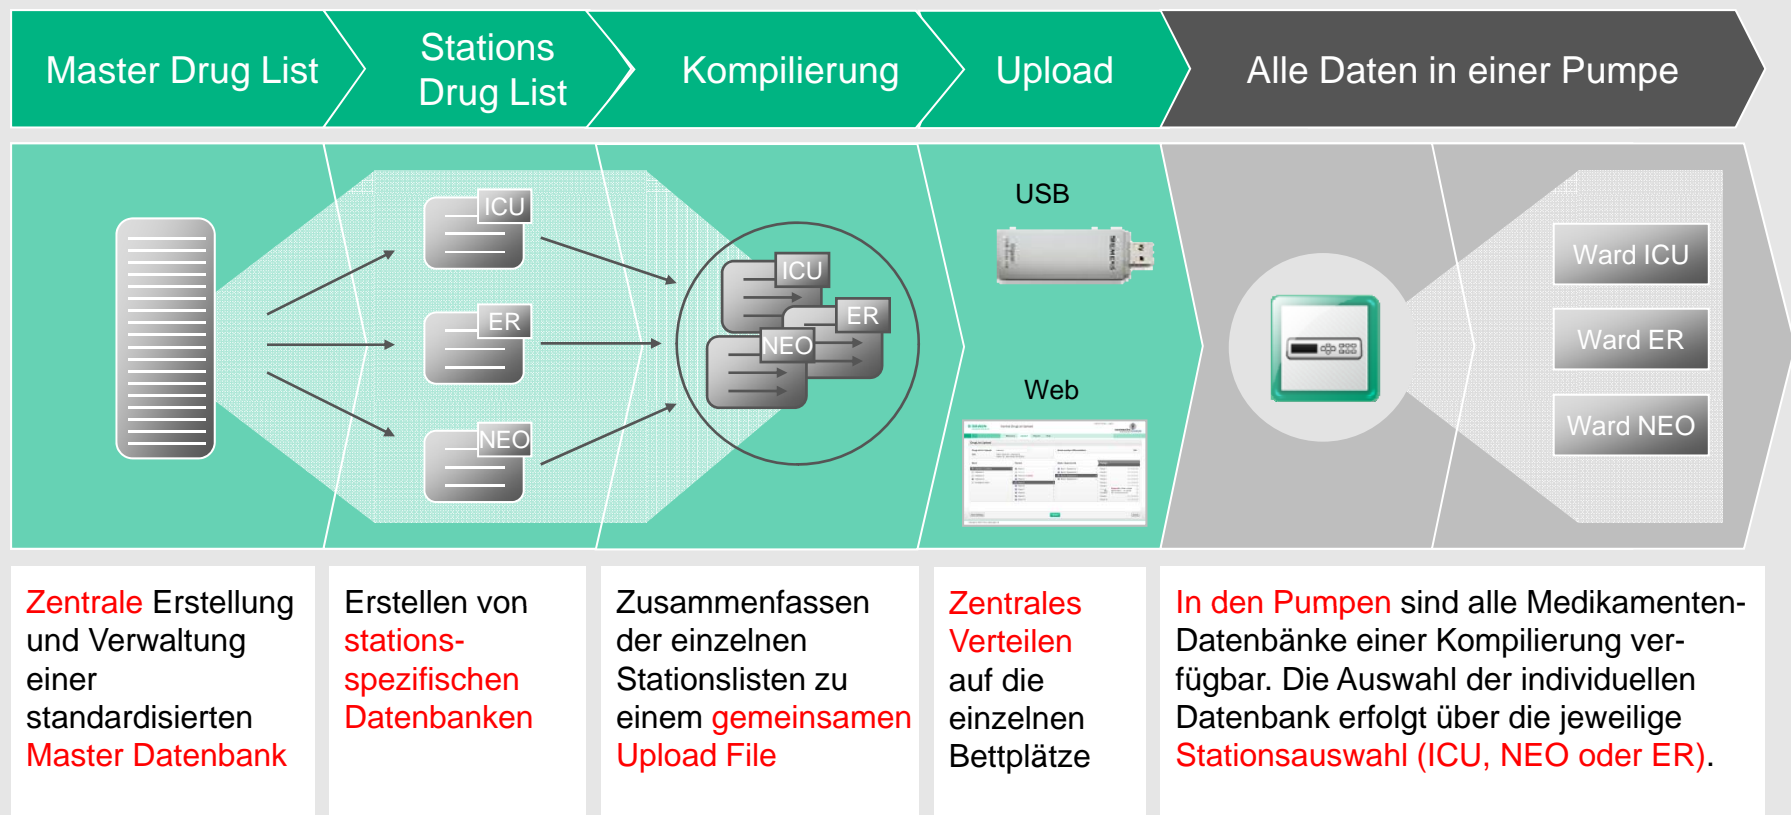 Master Drug List
Stations
Drug List
Kompilierung
Upload
Alle Daten in einer Pumpe
ICU
ER
NEO
ICU
ER
NEO
USB
SIEMENS
Web
Ward ICU
Ward ER
Ward NEO
Zentrale Erstellung
und Verwaltung
einer
standardisierten
Master Datenbank
Erstellen von
stations-
spezifischen
Datenbanken
Zusammenfassen
der einzelnen
Stationslisten zu
einem gemeinsamen
Upload File
Zentrales
Verteilen
auf die
einzelnen
Bettplätze
In den Pumpen sind alle Medikamenten-
Datenbänke einer Kompilierung ver-
fügbar. Die Auswahl der individuellen
Datenbank erfolgt über die jeweilige
Stationsauswahl (ICU, NEO oder ER).